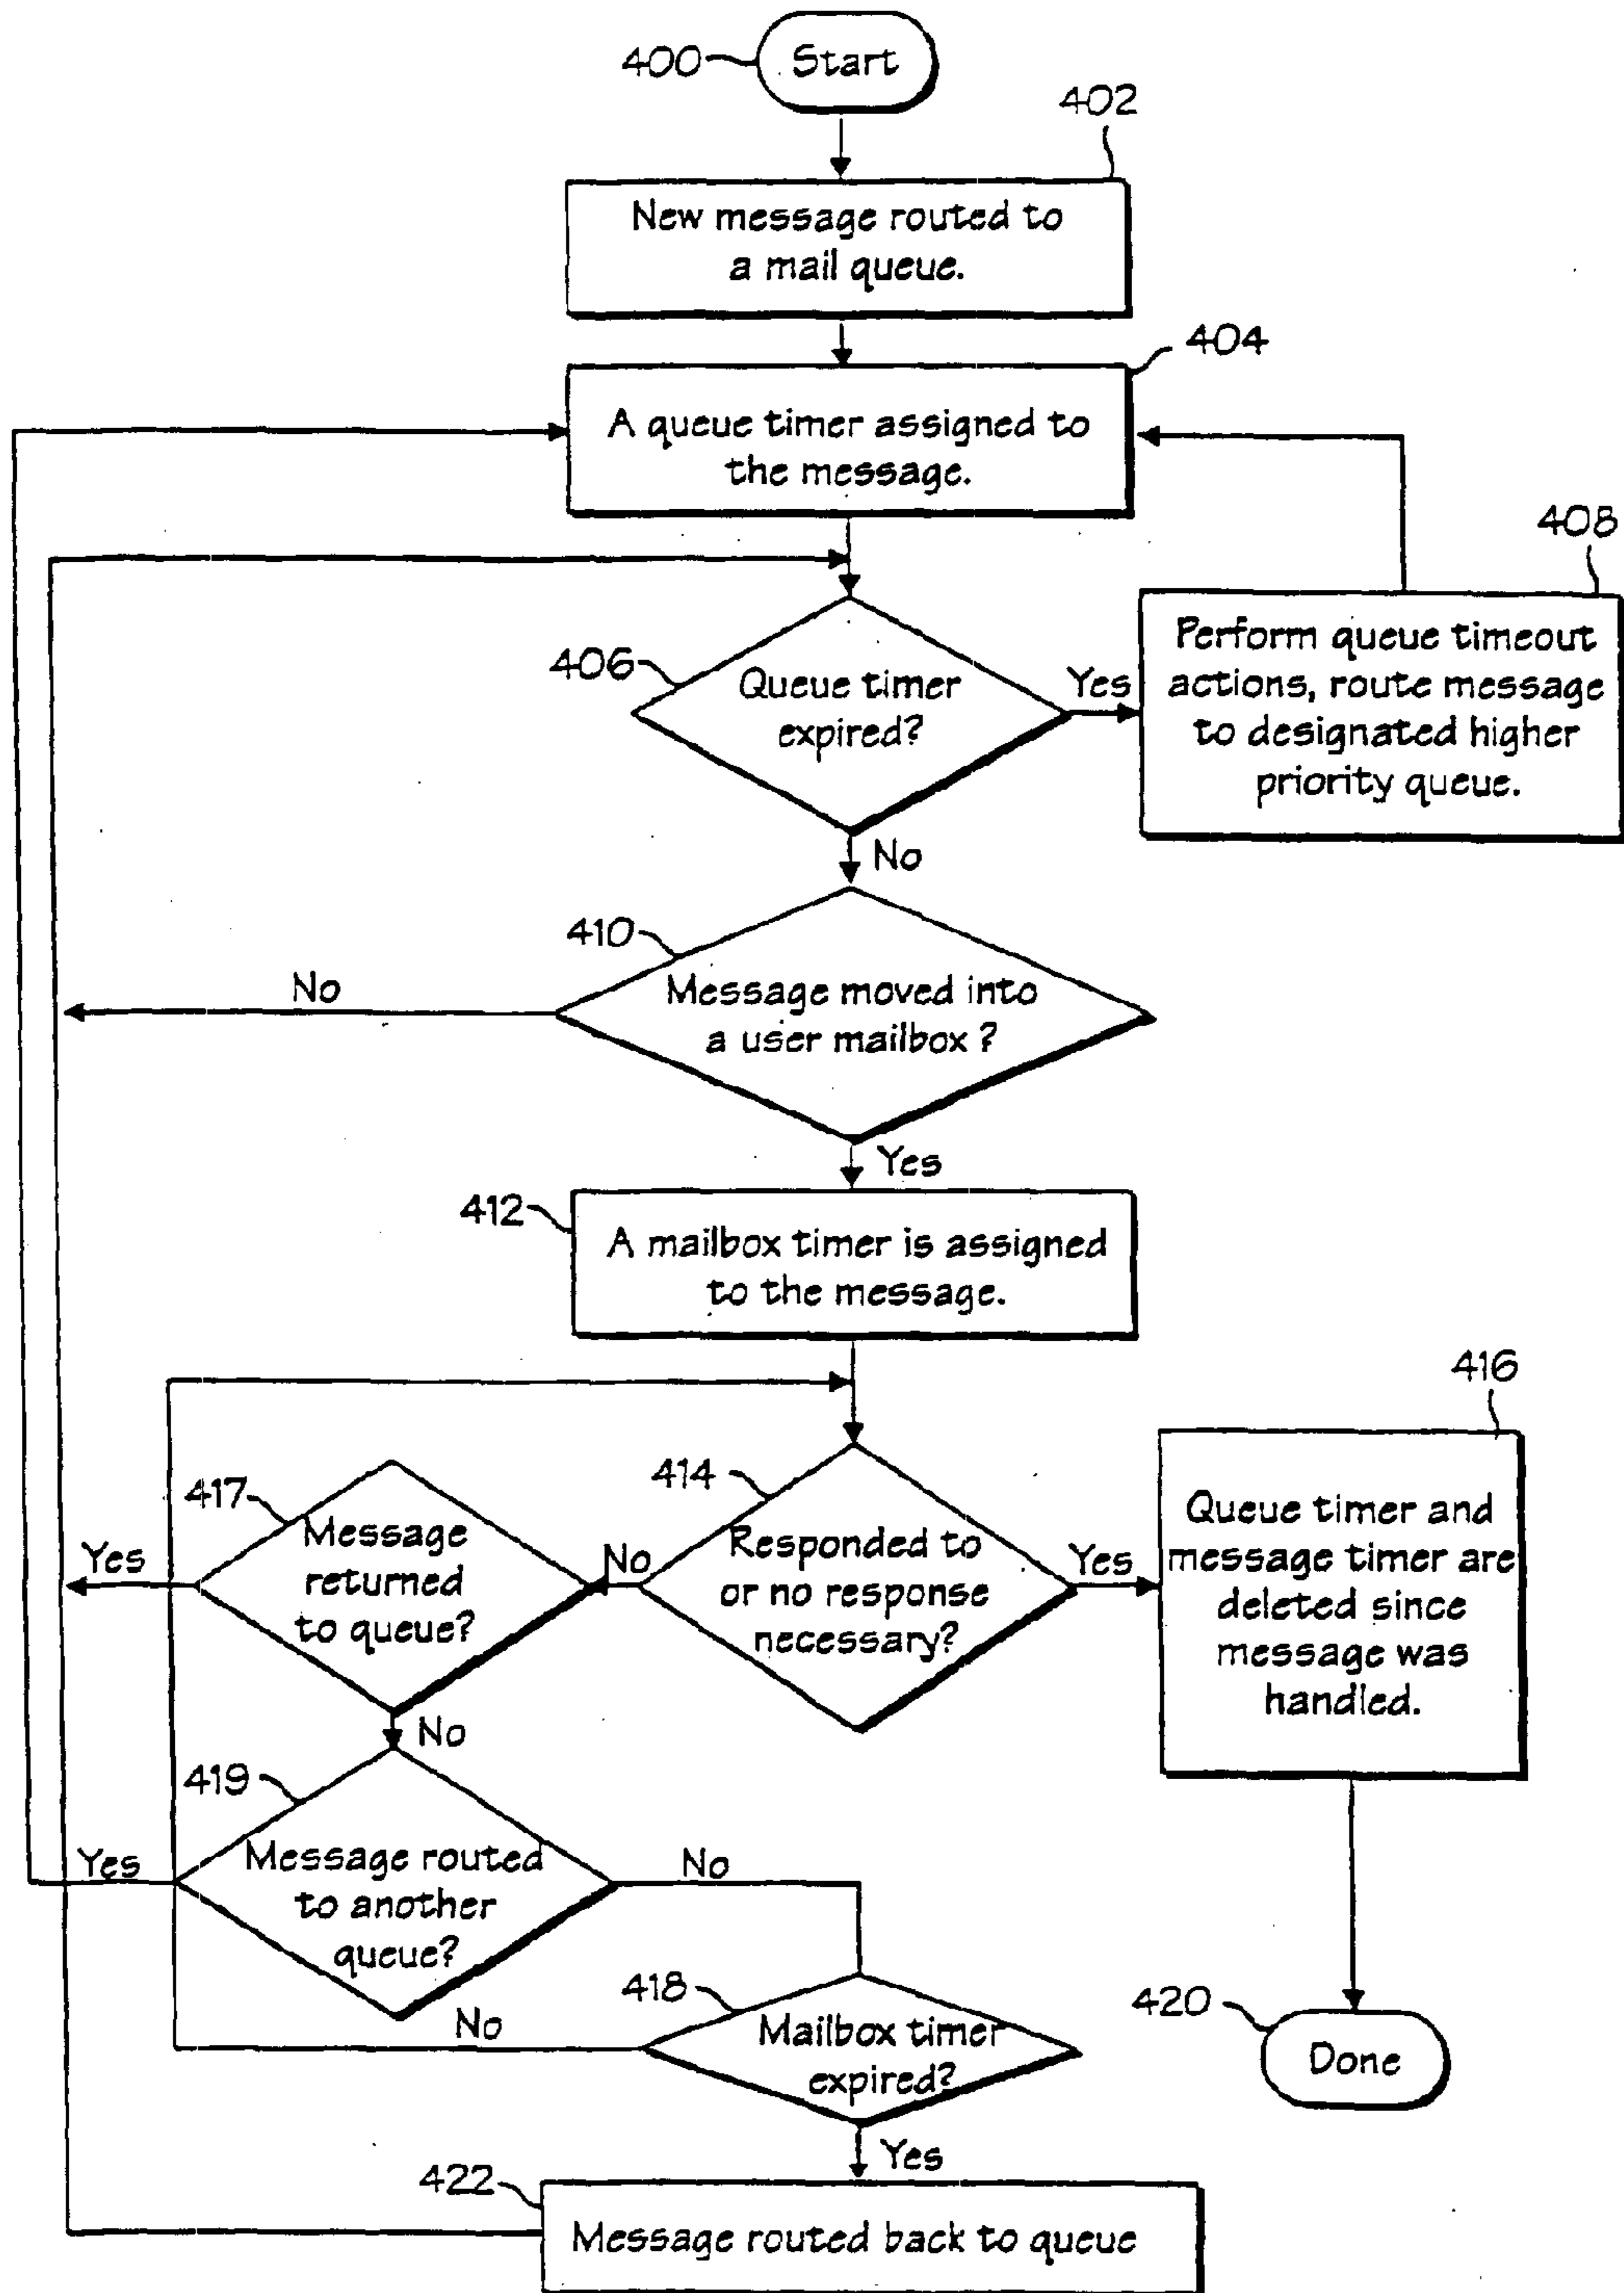 400
Start
402
New message routed to
a mail queue.
404
A queue timer assigned to
the message.
408
406
Queue timer
expired?
Yes
Perform queue timeout
actions, route message
to designated higher
priority queue.
No
410
Message moved into
a user mailbox?
No
Yes
412
A mailbox timer is assigned
to the message.
416
417
Message
returned
to queue?
Yes
No
414
Responded to
or no response
necessary?
Yes
Queue timer and
message timer are
deleted since
message was
handled.
No
419
Message routed
to another
queue?
Yes
No
418
Mailbox timer
expired?
No
420
Done
Yes
422
Message routed back to queue